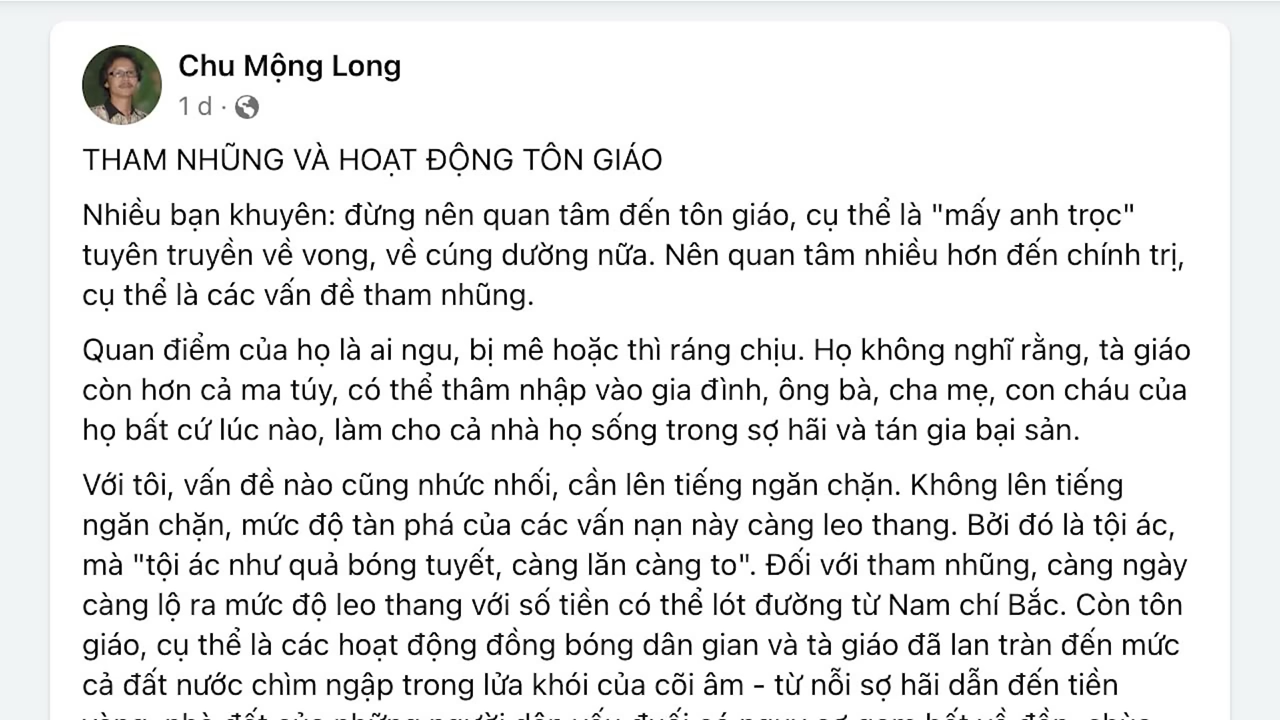 Chu Mộng Long
1 d ·
THAM NHŨNG VÀ HOẠT ĐỘNG TÔN GIÁO
Nhiều bạn khuyên: đừng nên quan tâm đến tôn giáo, cụ thể là "mấy anh trọc"
tuyên truyền về vong, về cúng dường nữa. Nên quan tâm nhiều hơn đến chính trị,
cụ thể là các vấn đề tham nhũng.
Quan điểm của họ là ai ngu, bị mê hoặc thì ráng chịu. Họ không nghĩ rằng, tà giáo
còn hơn cả ma túy, có thể thâm nhập vào gia đình, ông bà, cha mẹ, con cháu của
họ bất cứ lúc nào, làm cho cả nhà họ sống trong sợ hãi và tán gia bại sản.
Với tôi, vấn đề nào cũng nhức nhối, cần lên tiếng ngăn chặn. Không lên tiếng
ngăn chặn, mức độ tàn phá của các vấn nạn này càng leo thang. Bởi đó là tội ác,
mà "tội ác như quả bóng tuyết, càng lăn càng to". Đối với tham nhũng, càng ngày
càng lộ ra mức độ leo thang với số tiền có thể lót đường từ Nam chí Bắc. Còn tôn
giáo, cụ thể là các hoạt động đồng bóng dân gian và tà giáo đã lan tràn đến mức
cả đất nước chìm ngập trong lửa khói của cõi âm - từ nỗi sợ hãi dẫn đến tiền